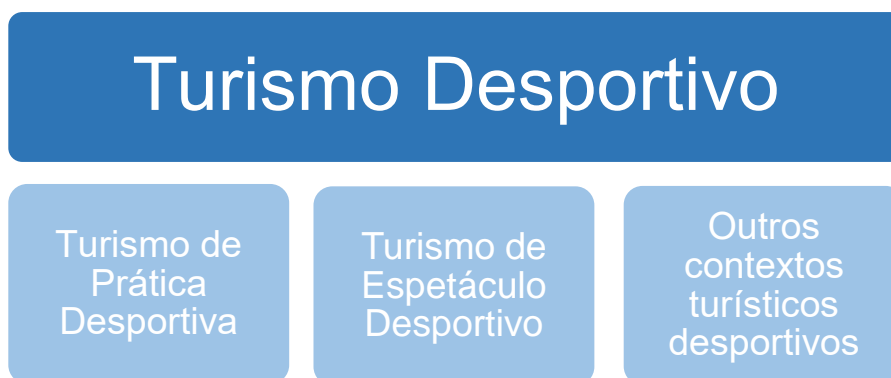 Turismo Desportivo
Turismo de
Prática
Desportiva
Turismo de
Espetáculo
Desportivo
Outros
contextos
turísticos
desportivos